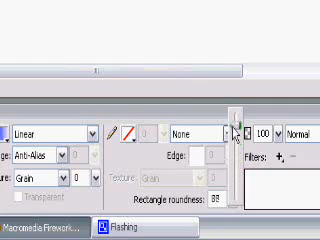 Linear 0 None 100 Normal
ge: Anti-Alias 0 Edge: 0 Filters: + −
ure: Grain 0 Texture: Grain 0
Transparent Rectangle roundness:
Macromedia Firework... Flashing